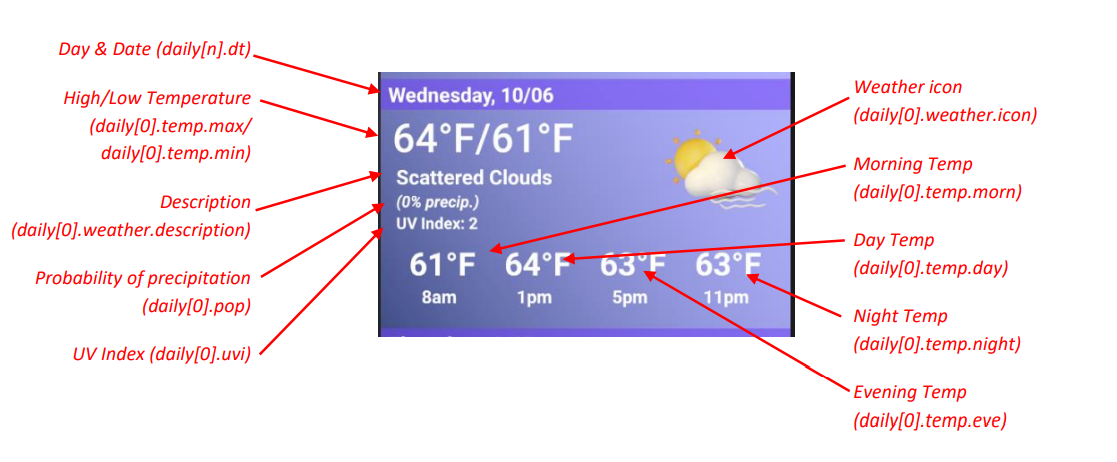 Day & Date (daily[n].dt)
High/Low Temperature
(daily[0].temp.max/
daily[0].temp.min)
Description
(daily[0].weather.description)
Probability of precipitation
(daily[0].pop)
UV Index (daily[0].uvi)
Wednesday, 10/06
64°F/61°F
Scattered Clouds
(0% precip.)
UV Index: 2
61°F 64°F 63°F 63°F
8am 1pm 5pm 11pm
Weather icon
(daily[0].weather.icon)
Morning Temp
(daily[0].temp.morn)
Day Temp
(daily[0].temp.day)
Night Temp
(daily[0].temp.night)
Evening Temp
(daily[0].temp.eve)